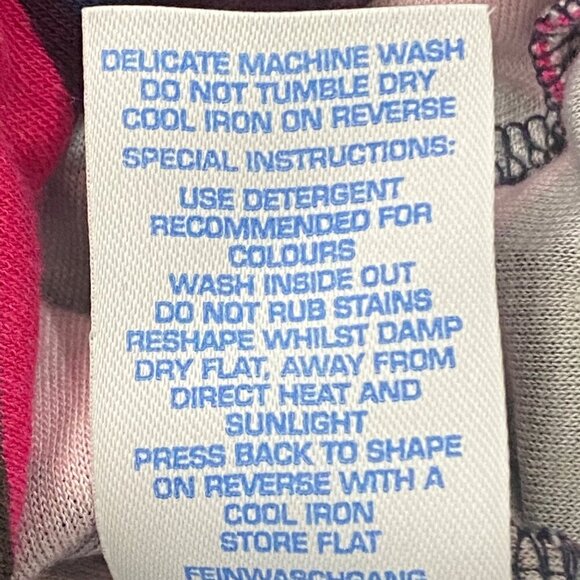 DELICATE MACHINE WASH
DO NOT TUMBLE DRY
COOL IRON ON REVERSE
SPECIAL INSTRUCTIONS:
USE DETERGENT
RECOMMENDED FOR
COLOURS
WASH INSIDE OUT
DO NOT RUB STAINS
RESHAPE WHILST DAMP
DRY FLAT, AWAY FROM
DIRECT HEAT AND
SUNLIGHT
PRESS BACK TO SHAPE
ON REVERSE WITH A
COOL IRON
STORE FLAT
FEINWASCHGANG